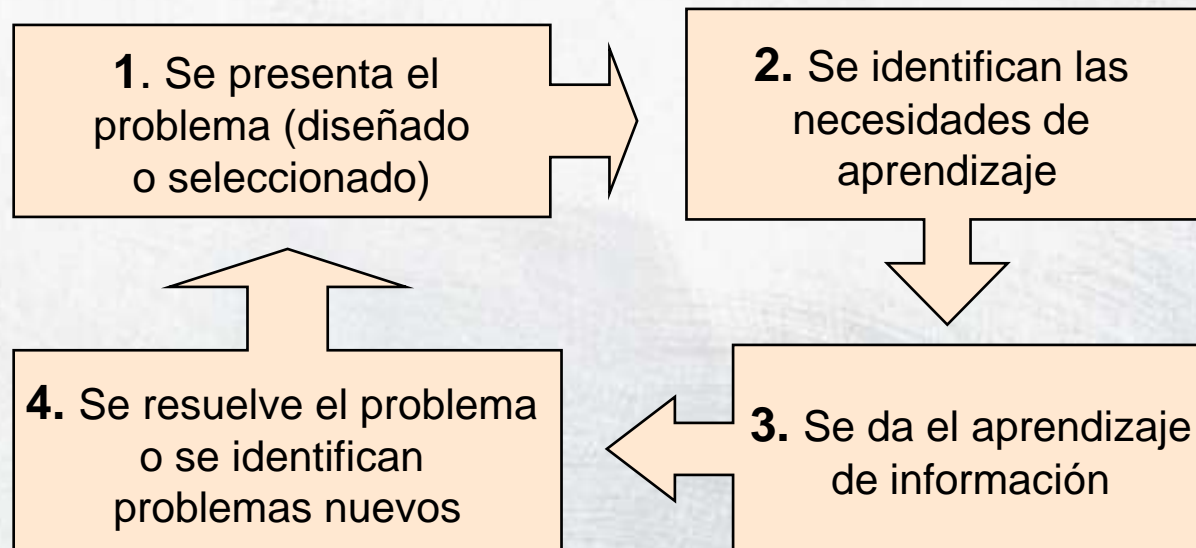 1. Se presenta el
problema (diseñado
o seleccionado)
2. Se identifican las
necesidades de
aprendizaje
3. Se da el aprendizaje
de información
4. Se resuelve el problema
o se identifican
problemas nuevos